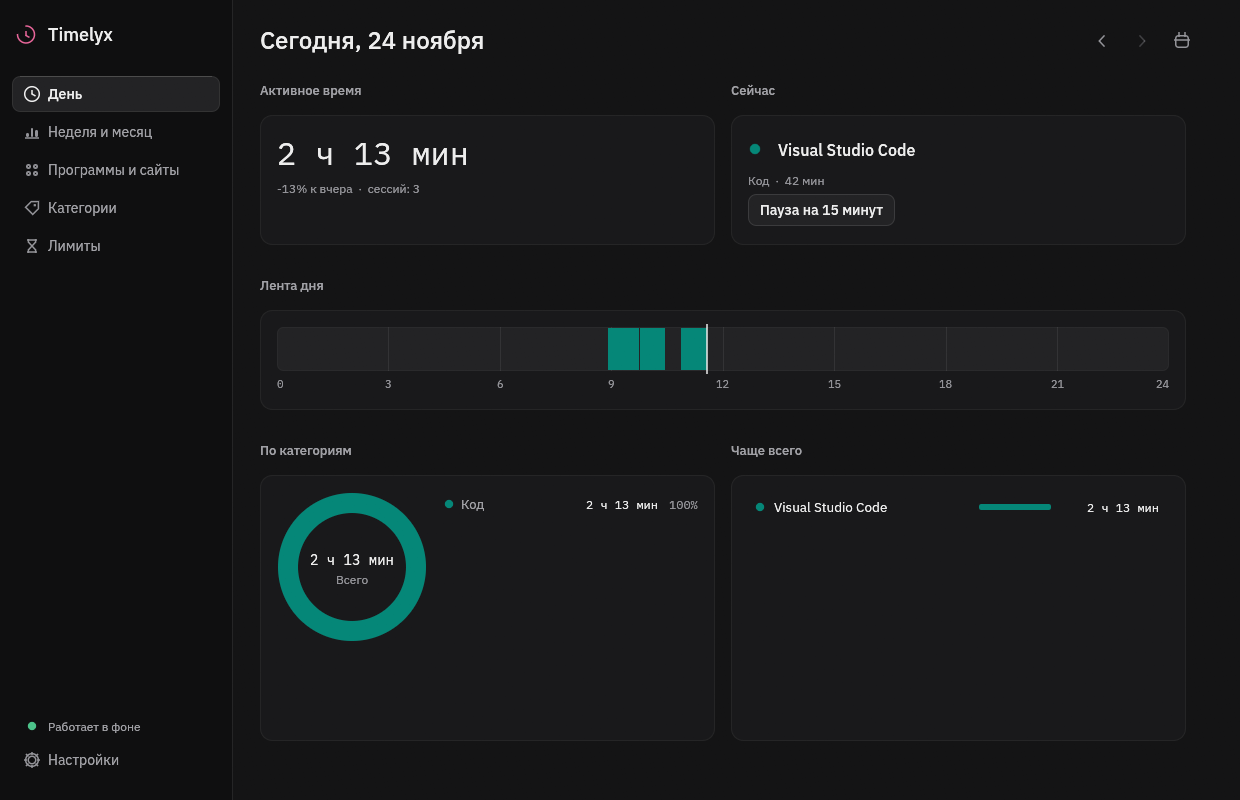 Timelyx
День
Неделя и месяц
Программы и сайты
Категории
Лимиты
Работает в фоне
Настройки
Сегодня, 24 ноября
Активное время
2 ч 13 мин
-13% к вчера · сессий: 3
Сейчас
Visual Studio Code
Код · 42 мин
Пауза на 15 минут
Лента дня
0 3 6 9 12 15 18 21 24
По категориям
2 ч 13 мин
Всего
Код 2 ч 13 мин 100%
Чаще всего
Visual Studio Code 2 ч 13 мин